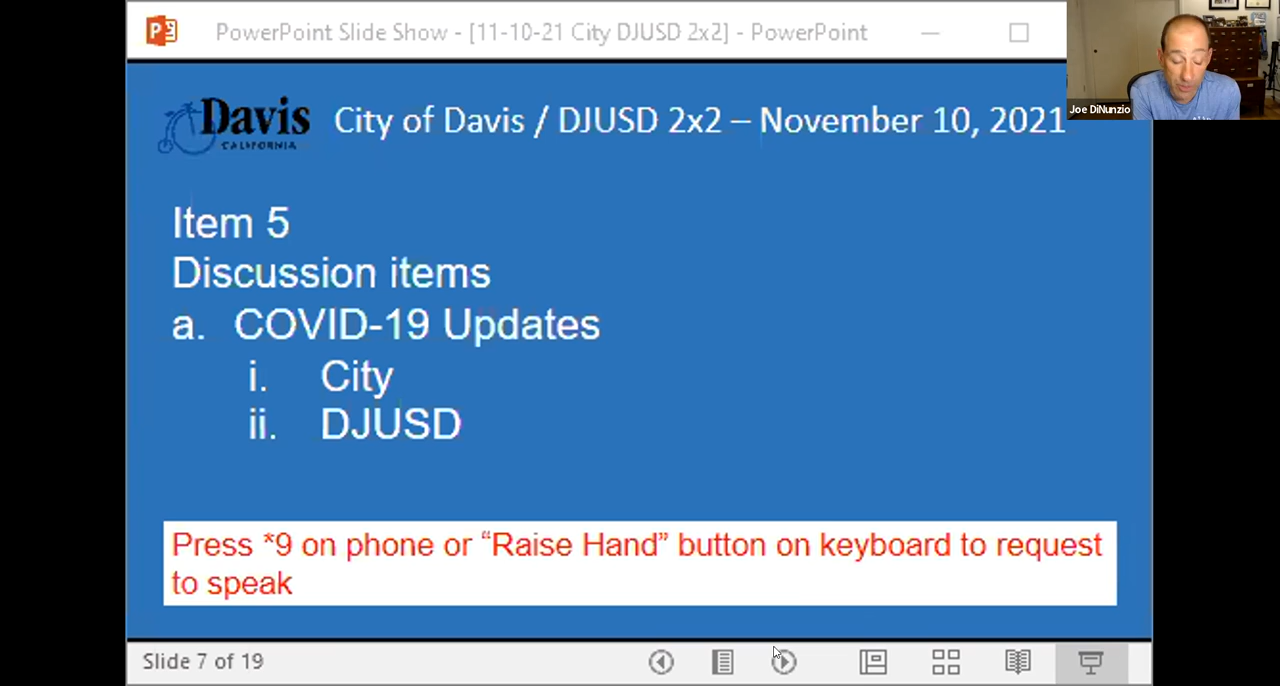 PowerPoint Slide Show - [11-10-21 City DJUSD 2x2] - PowerPoint
Joe DiNunzio
Davis
CALIFORNIA
City of Davis / DJUSD 2x2 – November 10, 2021
Item 5
Discussion items
a. COVID-19 Updates
i. City
ii. DJUSD
Press *9 on phone or “Raise Hand” button on keyboard to request
to speak
Slide 7 of 19